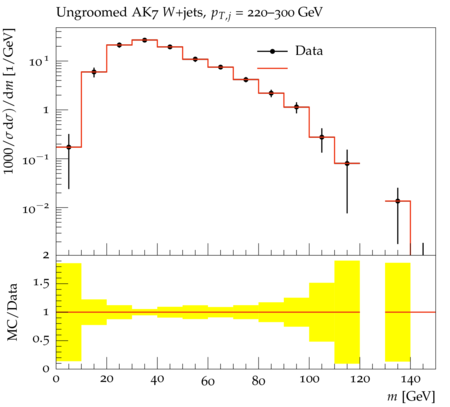 Ungroomed AK7 W+jets, p_{T,j} = 220–300 GeV
1000/σ dσ)/dm [1/GeV]
Data
10^1
1
10^{-1}
10^{-2}
2
1.5
1
0.5
0
MC/Data
0 20 40 60 80 100 120 140
m [GeV]